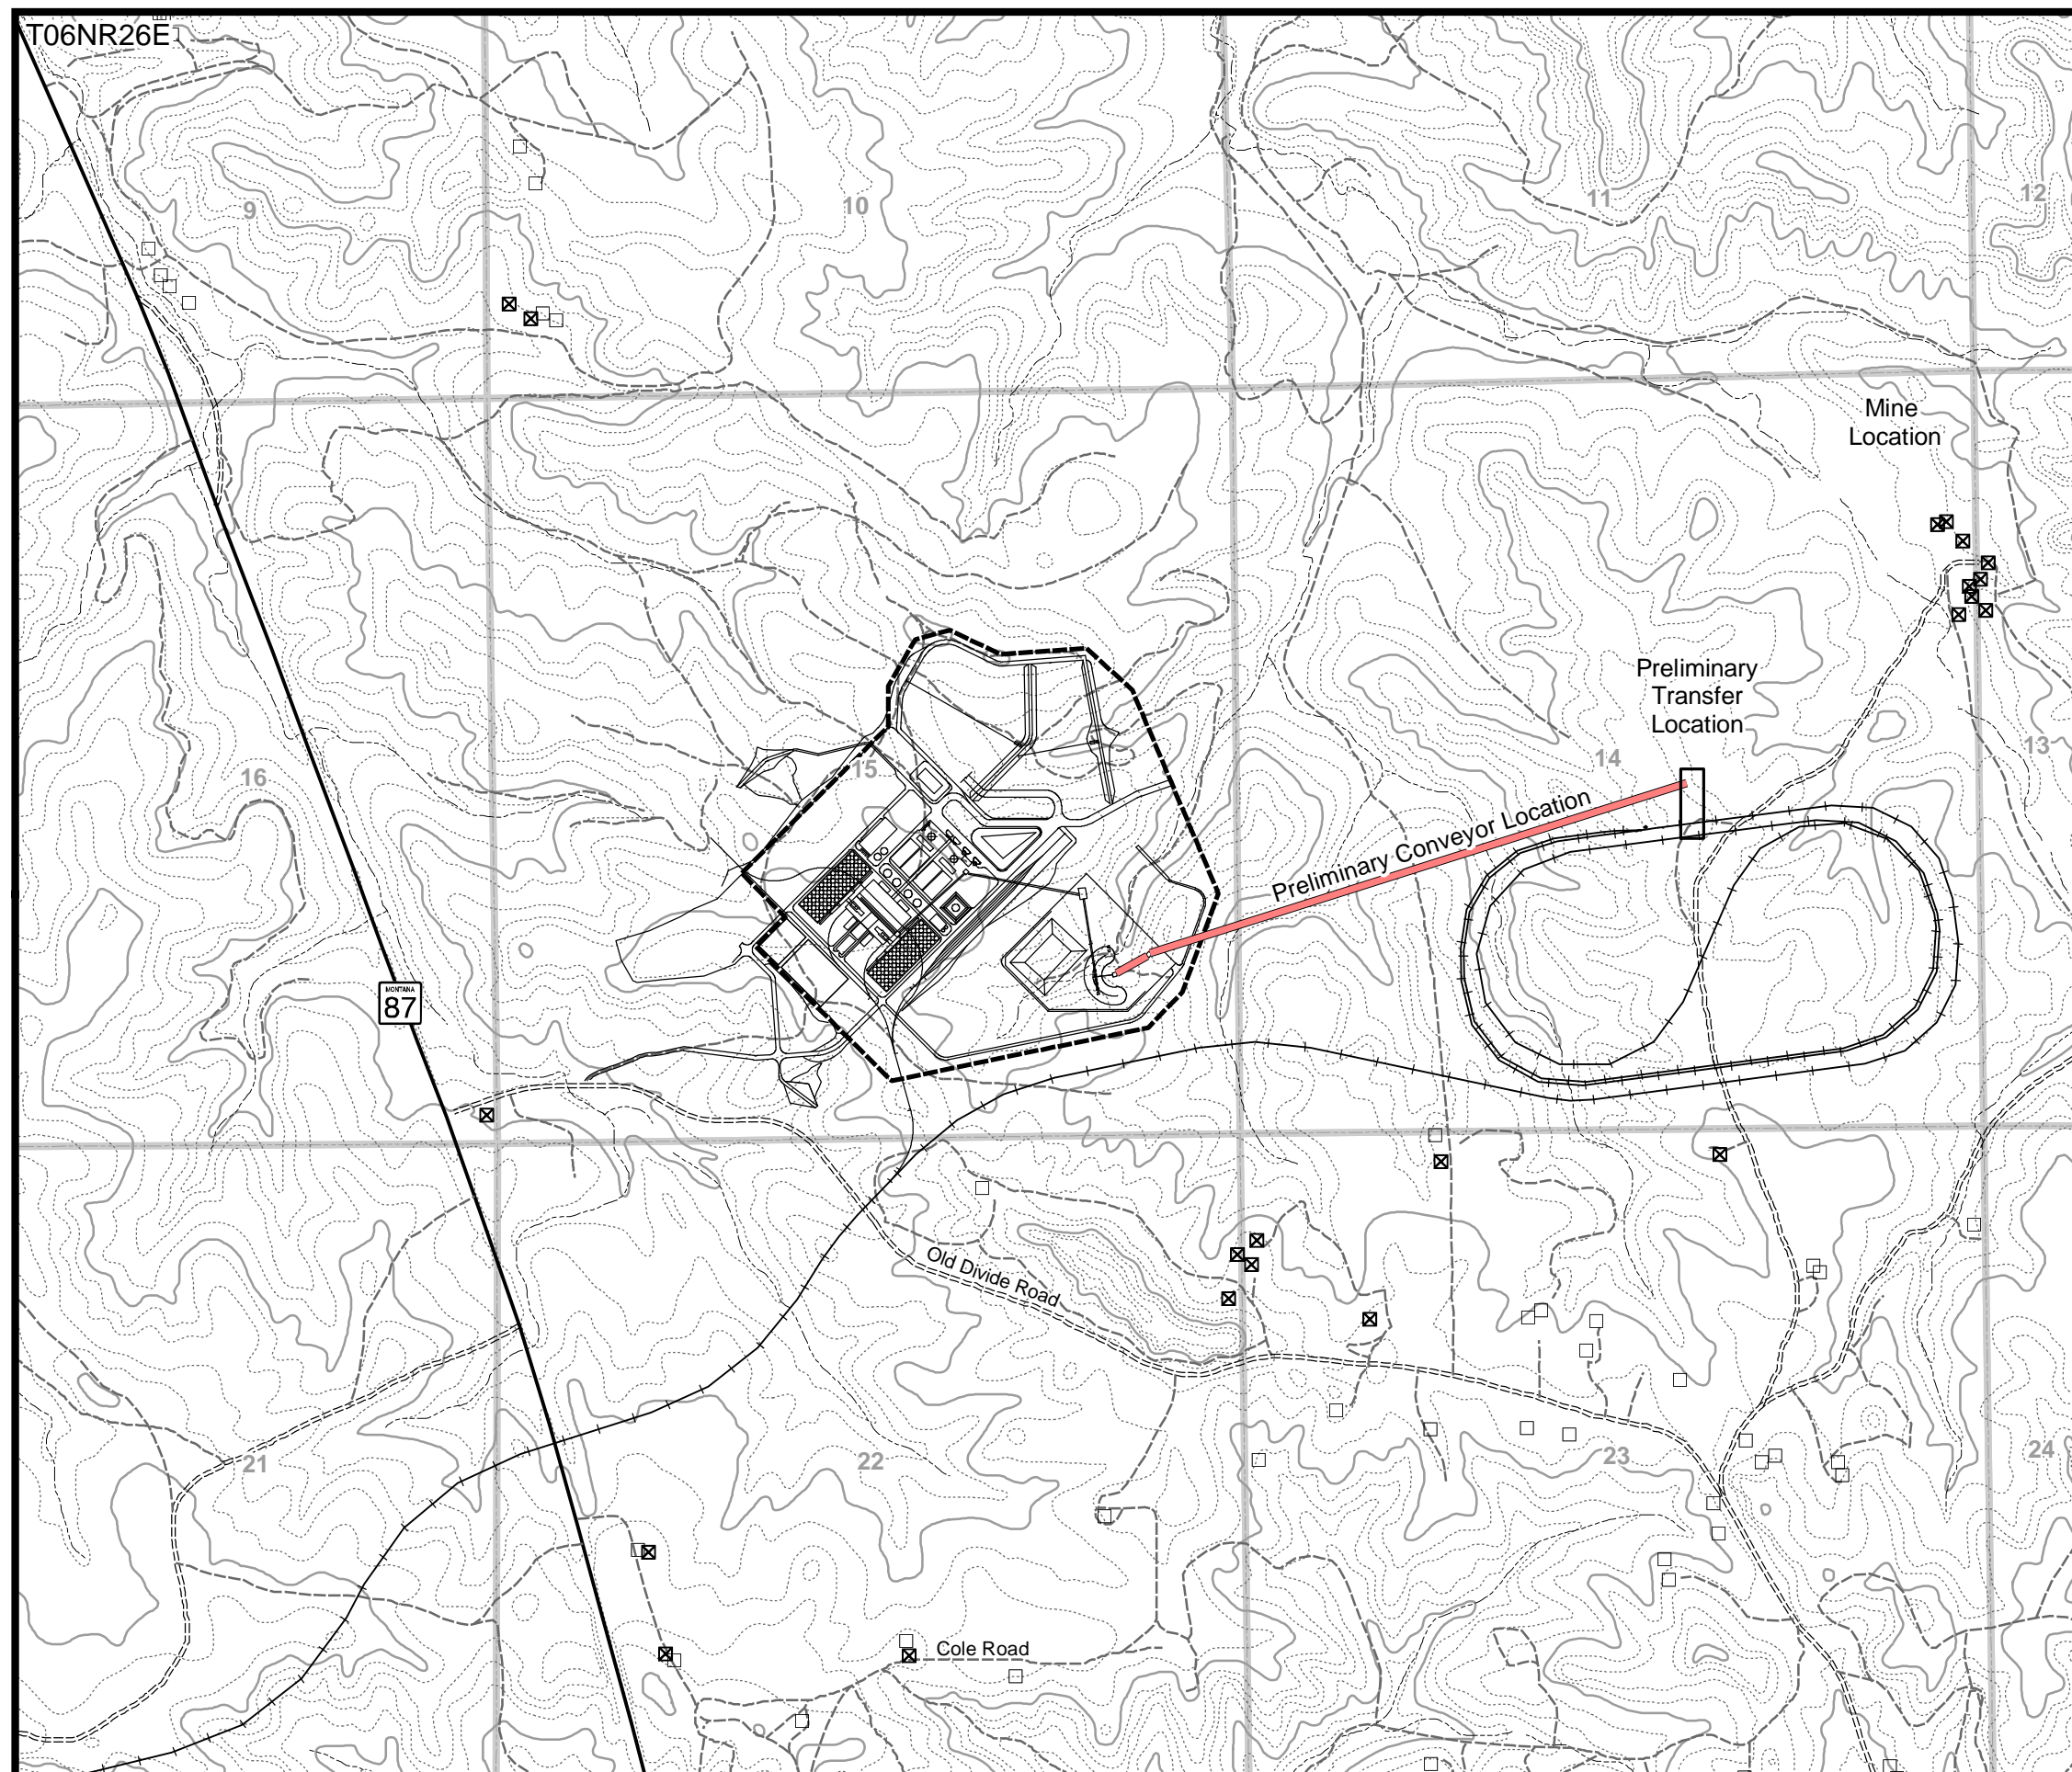 T06NR26E
9
10
11
12
Mine
Location
Preliminary
Transfer
Location
13
14
15
16
Preliminary Conveyor Location
MONTANA
87
Old Divide Road
21
22
23
24
Cole Road